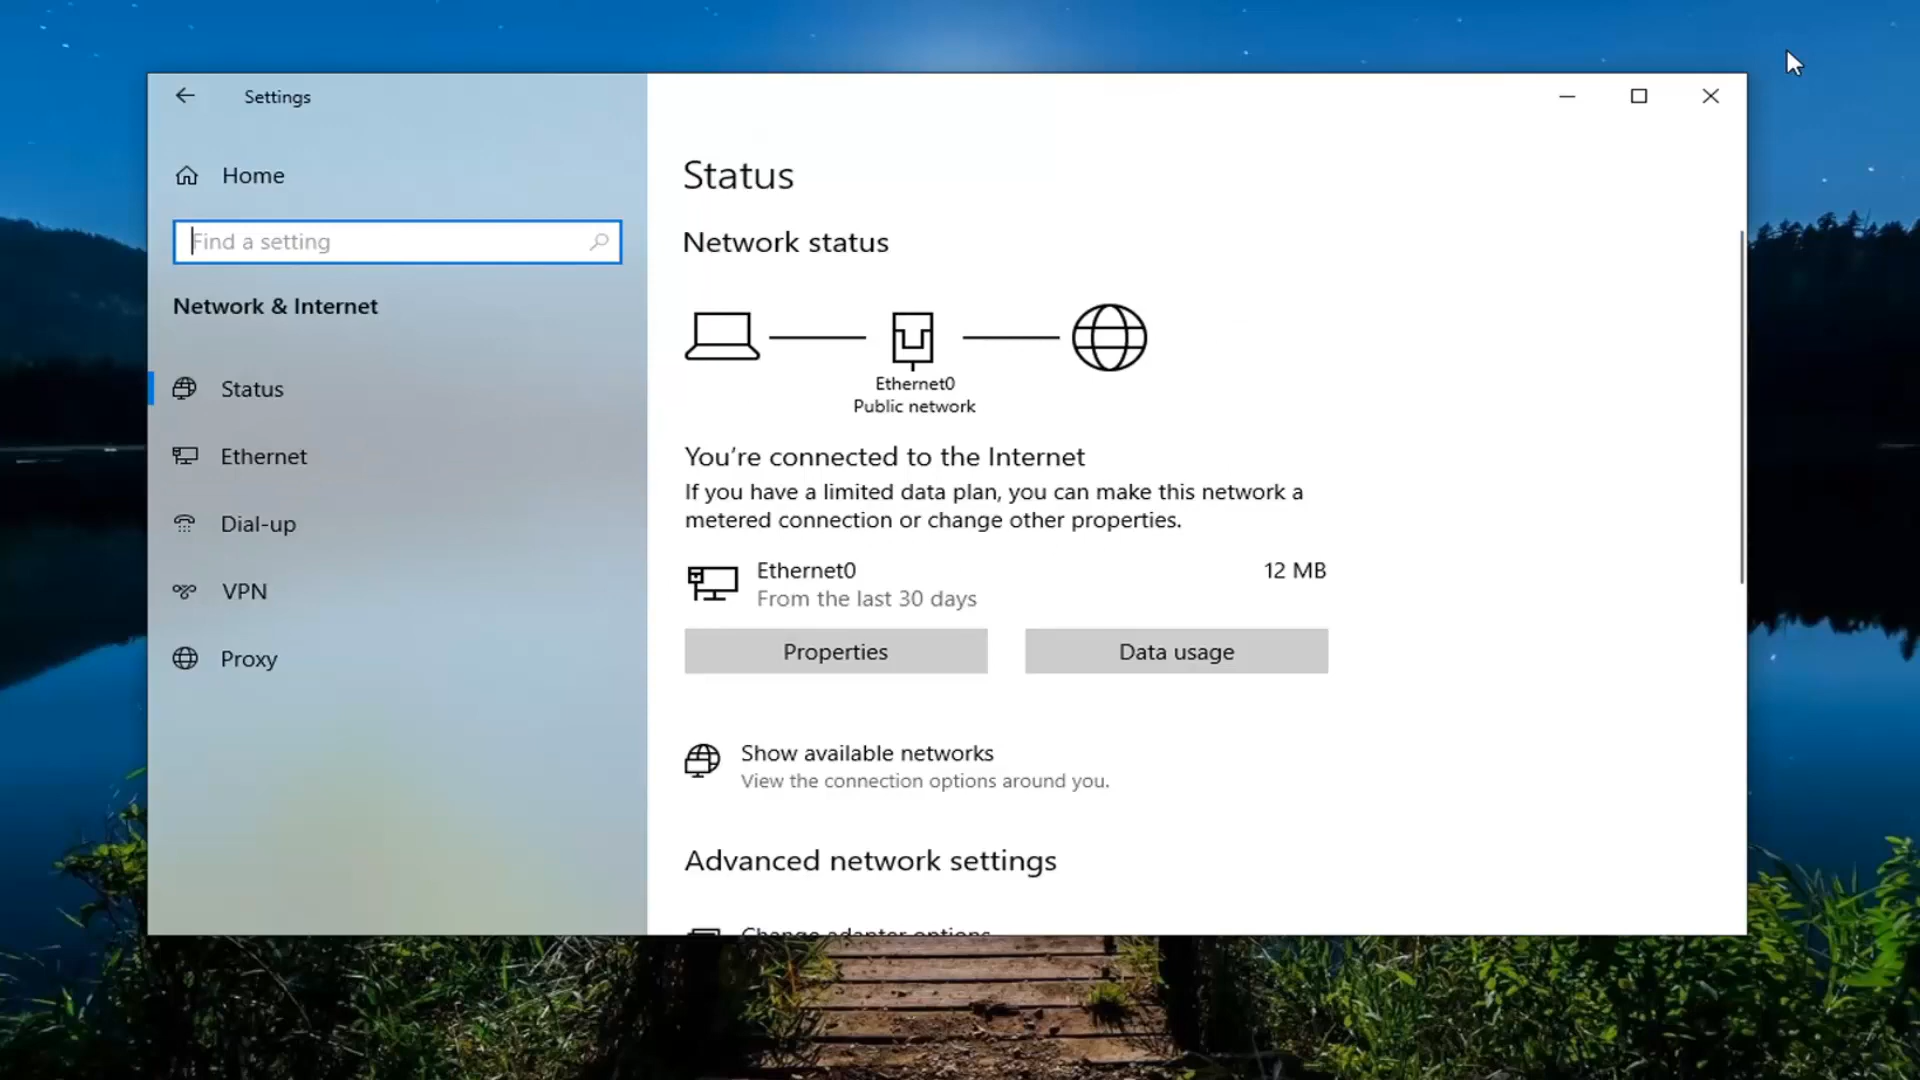 Settings
Home
Find a setting
Network & Internet
Status
Ethernet
Dial-up
VPN
Proxy
Status
Network status
Ethernet0
Public network
You're connected to the Internet
If you have a limited data plan, you can make this network a
metered connection or change other properties.
Ethernet0
12 MB
From the last 30 days
Properties
Data usage
Show available networks
View the connection options around you.
Advanced network settings
Change adapter options